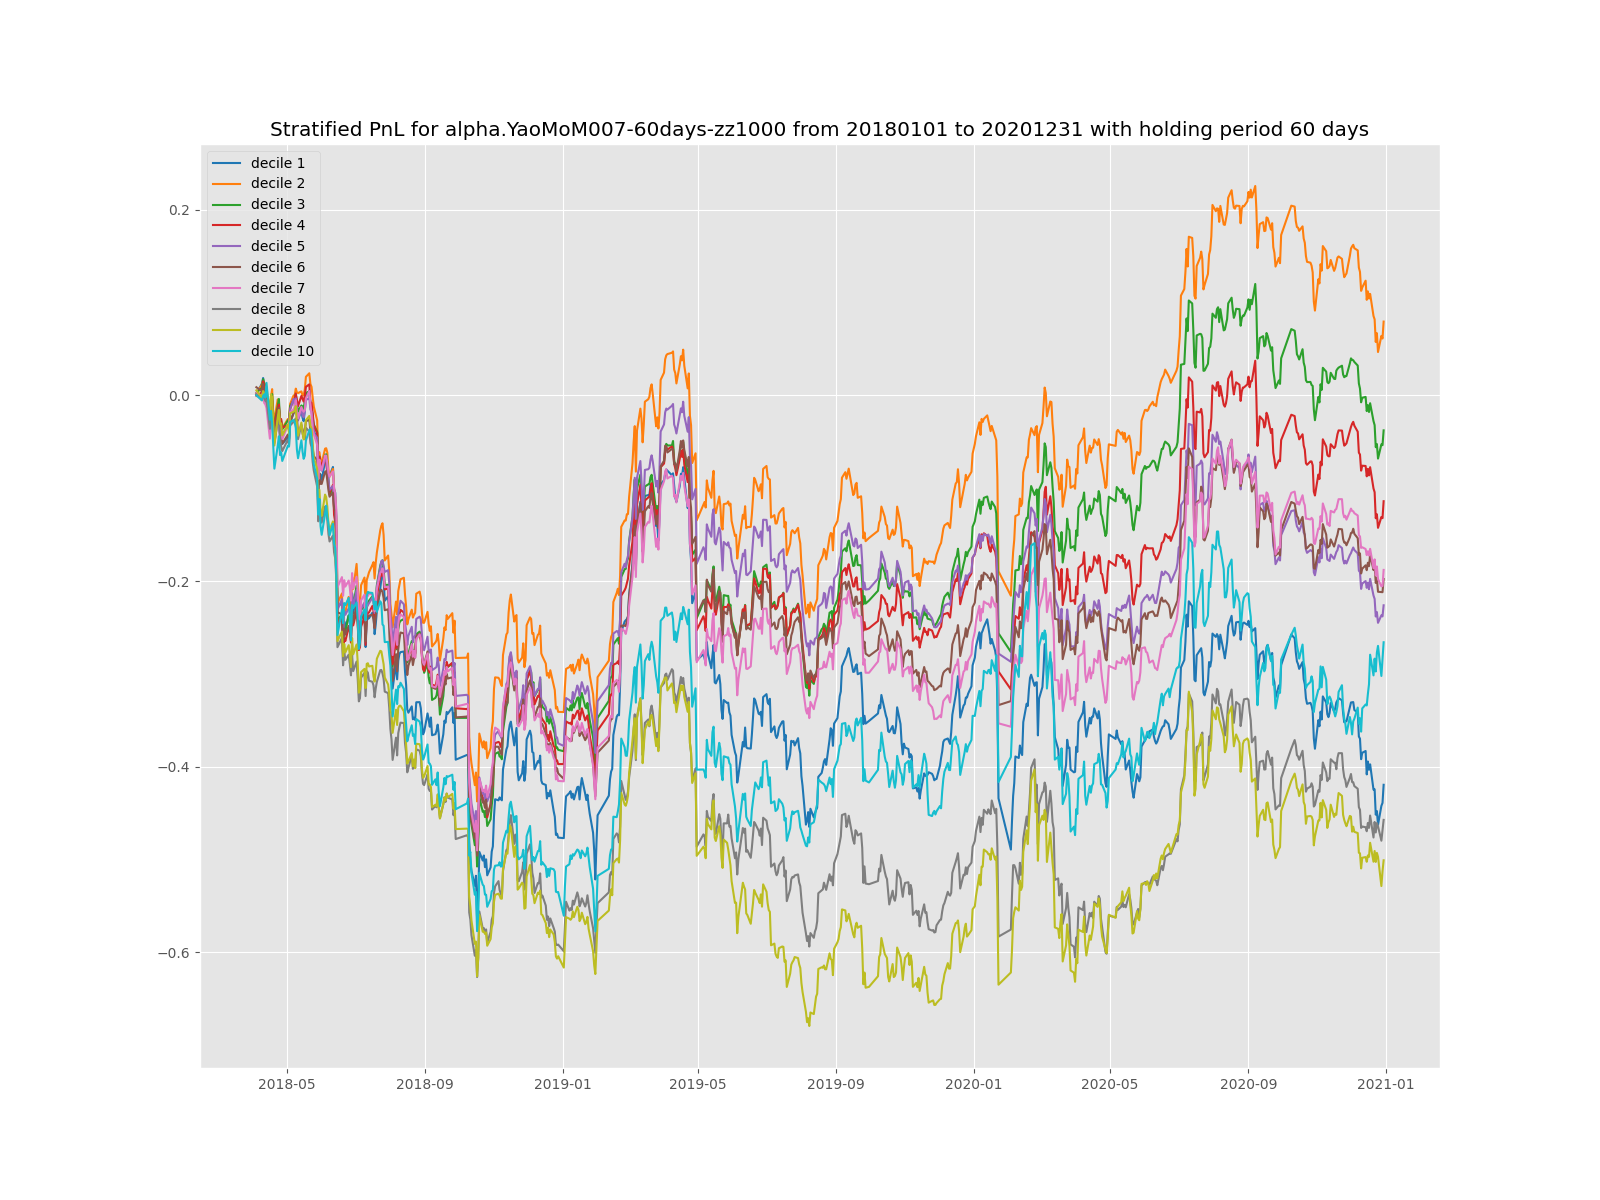 Stratified PnL for alpha.YaoMoM007-60days-zz1000 from 20180101 to 20201231 with holding period 60 days
decile 1
decile 2
decile 3
decile 4
decile 5
decile 6
decile 7
decile 8
decile 9
decile 10
0.2
0.0
−0.2
−0.4
−0.6
2018-05 2018-09 2019-01 2019-05 2019-09 2020-01 2020-05 2020-09 2021-01